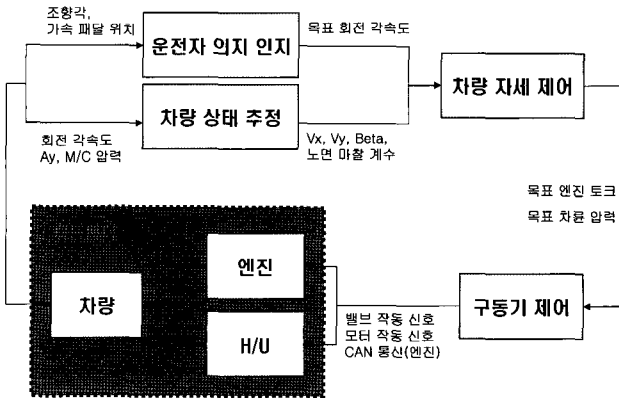 조향각,
가속 패달 위치
운전자 의지 인지
목표 회전 각속도
차량 자세 제어
차량 상태 추정
회전 각속도
Ay, M/C 압력
Vx, Vy, Beta,
노면 마찰 계수
목표 엔진 토크
목표 차륜 압력
엔진
차량
H/U
구동기 제어
밸브 작동 신호
모터 작동 신호
CAN 통신(엔진)